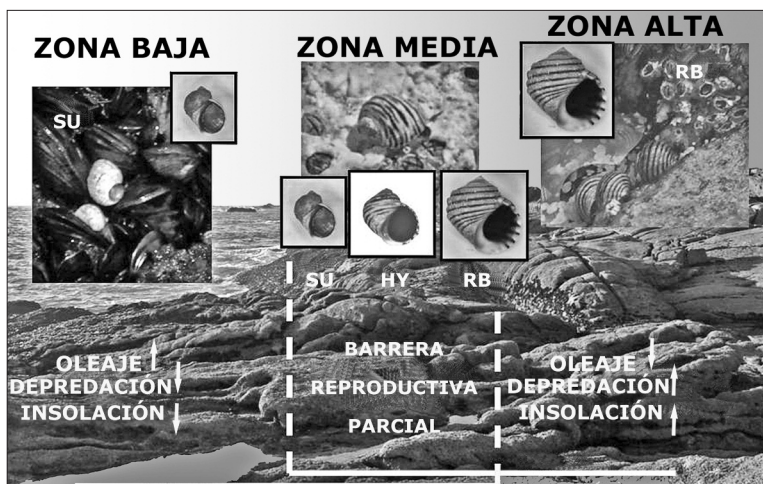 ZONA BAJA
SU
ZONA MEDIA
SU HY RB
ZONA ALTA
RB
OLEAJE
DEPREDACIÓN
INSOLACIÓN
BARRERA
REPRODUCTIVA
PARCIAL
OLEAJE
DEPREDACIÓN
INSOLACIÓN